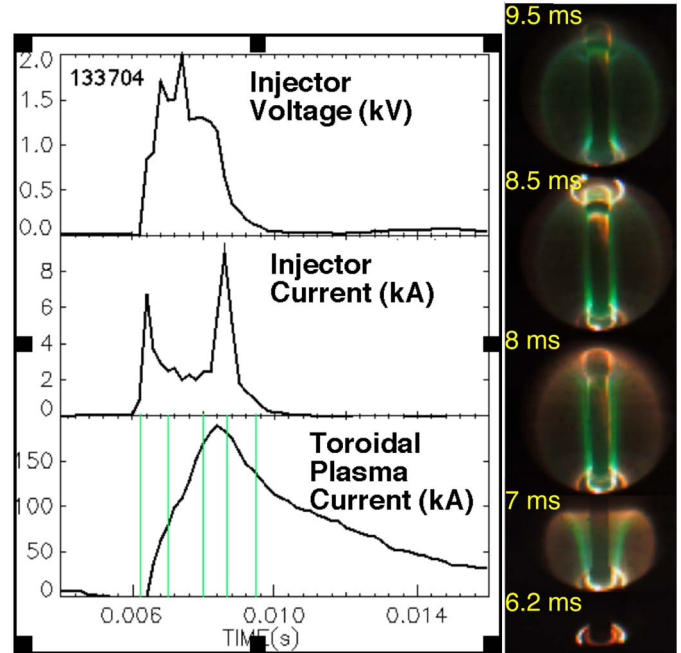 133704
Injector
Voltage (kV)
2.0
1.5
1.0
0.5
0.0
Injector
Current (kA)
8
6
4
2
0
Toroidal
Plasma
Current (kA)
150
100
50
0
0.006 0.010 0.014
TIME(s)
9.5 ms
8.5 ms
8 ms
7 ms
6.2 ms